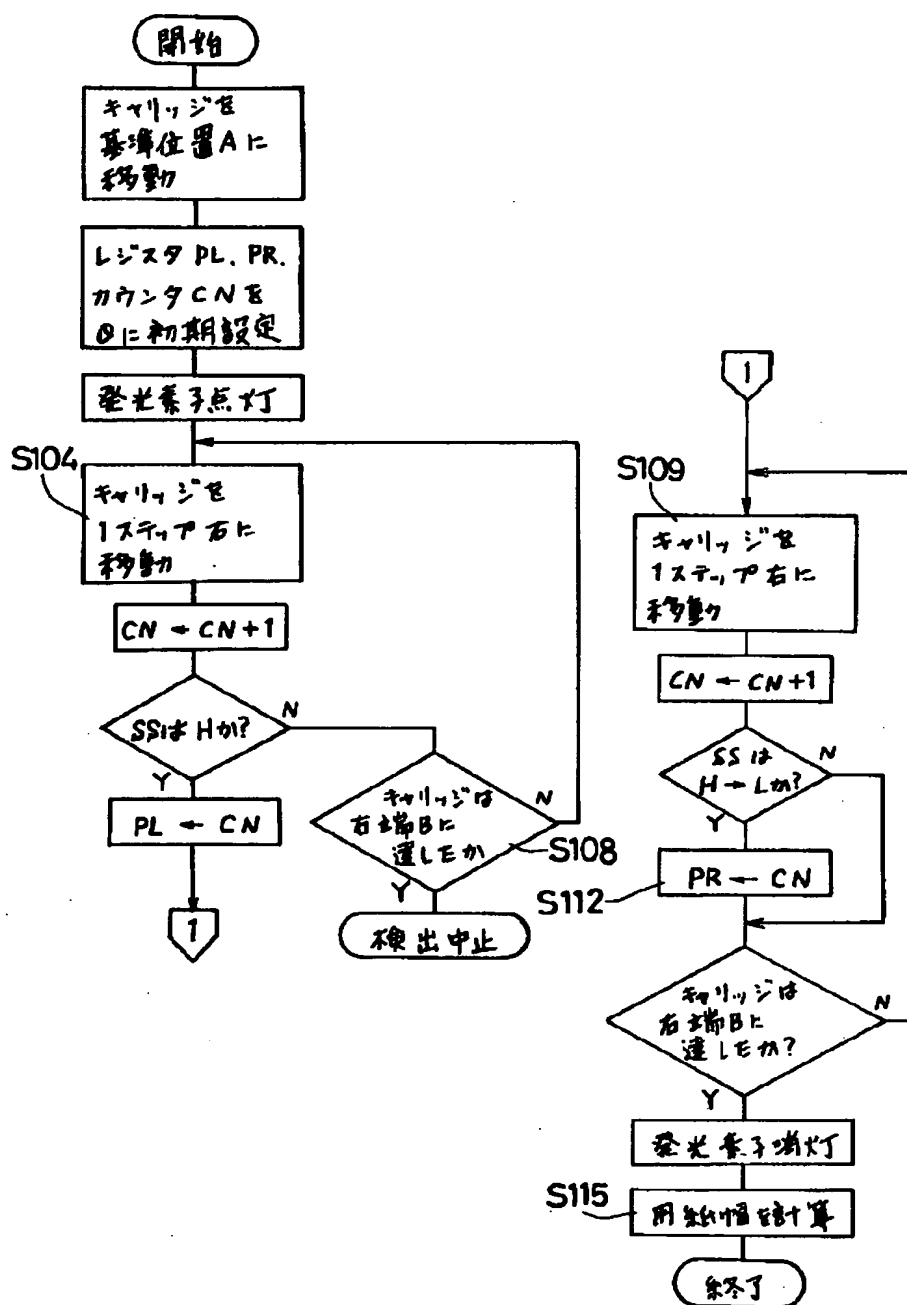 開始
キャリッジを
基準位置Aに
移動
レジスタPL、PR、
カウンタCNを
0に初期設定
発光素子点灯
S104
キャリッジを
1ステップ右に
移動
CN ← CN+1
SSはHか?
N
Y
PL ← CN
1
キャリッジは
右端Bに
達したか
N
S108
Y
検出中止
1
S109
キャリッジを
1ステップ右に
移動
CN ← CN+1
SSは
H→Lか?
N
Y
S112
PR ← CN
キャリッジは
右端Bに
達したか?
N
Y
発光素子消灯
S115
用紙幅を計算
終了